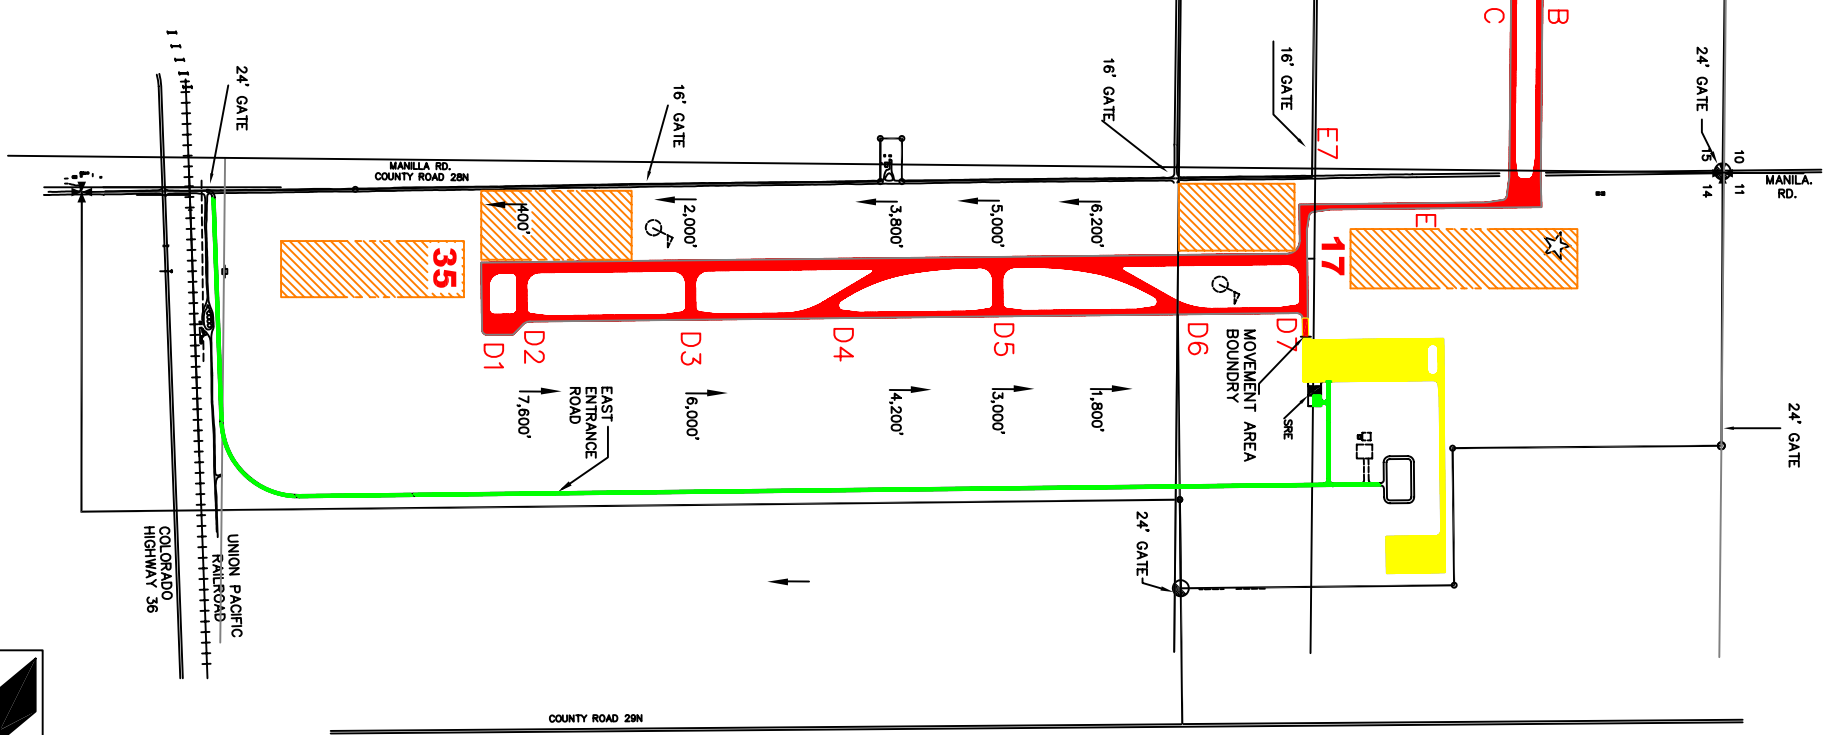 C
B
24' GATE
16' GATE
16' GATE
16' GATE
24' GATE
E7
10
15
11
14
MANILLA RD.
COUNTY ROAD 28N
MANILA.
RD.
400'
2,000'
3,800'
5,000'
6,200'
E
35
17
D1
D2
D3
D4
D5
D6
D7
MOVEMENT AREA
BOUNDRY
7,600'
6,000'
4,200'
3,000'
1,800'
SRE
EAST
ENTRANCE
ROAD
24' GATE
24' GATE
UNION PACIFIC
RAILROAD
COLORADO
HIGHWAY 36
COUNTY ROAD 29N